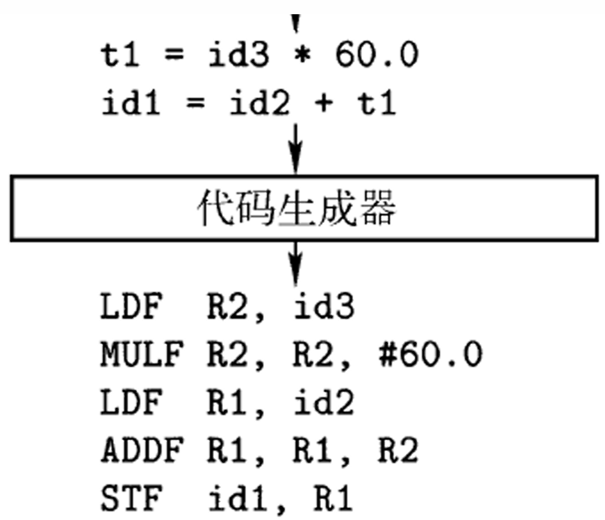 t1 = id3 * 60.0
id1 = id2 + t1
代码生成器
LDF R2, id3
MULF R2, R2, #60.0
LDF R1, id2
ADDF R1, R1, R2
STF id1, R1